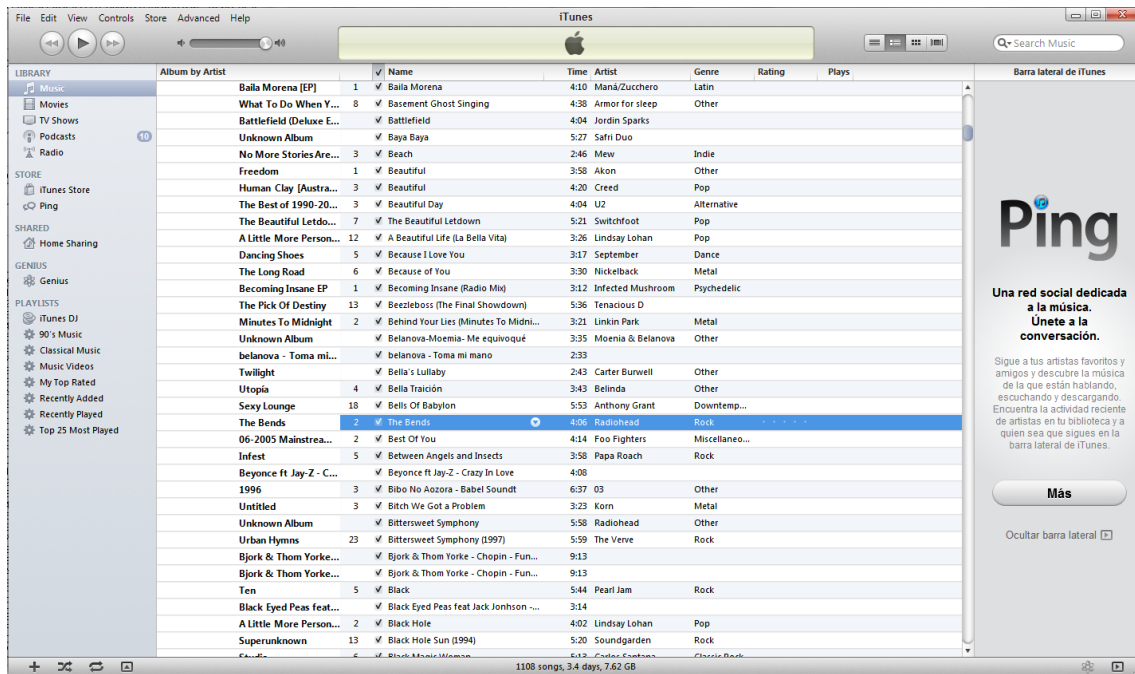 File Edit View Controls Store Advanced Help
iTunes
Search Music
LIBRARY
Music
Movies
TV Shows
Podcasts 10
Radio
STORE
iTunes Store
Ping
SHARED
Home Sharing
GENIUS
Genius
PLAYLISTS
iTunes DJ
90's Music
Classical Music
Music Videos
My Top Rated
Recently Added
Recently Played
Top 25 Most Played
Album by Artist Name Time Artist Genre Rating Plays
Baila Morena [EP] 1 Baila Morena 4:10 Maná/Zucchero Latin
What To Do When Y... 8 Basement Ghost Singing 4:38 Armor for sleep Other
Battlefield (Deluxe E... Battlefield 4:04 Jordin Sparks
Unknown Album Baya Baya 5:27 Safri Duo
No More Stories Are... 3 Beach 2:46 Mew Indie
Freedom 1 Beautiful 3:58 Akon Other
Human Clay [Austra... 3 Beautiful 4:20 Creed Pop
The Best of 1990-20... 3 Beautiful Day 4:04 U2 Alternative
The Beautiful Letdo... 7 The Beautiful Letdown 5:21 Switchfoot Pop
A Little More Person... 12 A Beautiful Life (La Bella Vita) 3:26 Lindsay Lohan Pop
Dancing Shoes 5 Because I Love You 3:17 September Dance
The Long Road 6 Because of You 3:30 Nickelback Metal
Becoming Insane EP 1 Becoming Insane (Radio Mix) 3:12 Infected Mushroom Psychedelic
The Pick Of Destiny 13 Beezleboss (The Final Showdown) 5:36 Tenacious D
Minutes To Midnight 2 Behind Your Lies (Minutes To Midni... 3:21 Linkin Park Metal
Unknown Album Belanova-Moemia- Me equivoqué 3:35 Moenia & Belanova Other
belanova - Toma mi... belanova - Toma mi mano 2:33
Twilight Bella's Lullaby 2:43 Carter Burwell Other
Utopía 4 Bella Traición 3:43 Belinda Other
Sexy Lounge 18 Bells Of Babylon 5:53 Anthony Grant Downtemp...
The Bends 2 The Bends 4:06 Radiohead Rock
06-2005 Mainstrea... 2 Best Of You 4:14 Foo Fighters Miscellaneo...
Infest 5 Between Angels and Insects 3:58 Papa Roach Rock
Beyonce ft Jay-Z - C... Beyonce ft Jay-Z - Crazy In Love 4:08
1996 3 Bibo No Aozora - Babel Soundt 6:37 03 Other
Untitled 3 Bitch We Got a Problem 3:23 Korn Metal
Unknown Album Bittersweet Symphony 5:58 Radiohead Other
Urban Hymns 23 Bittersweet Symphony (1997) 5:59 The Verve Rock
Bjork & Thom Yorke... Bjork & Thom Yorke - Chopin - Fun... 9:13
Bjork & Thom Yorke... Bjork & Thom Yorke - Chopin - Fun... 9:13
Ten 5 Black 5:44 Pearl Jam Rock
Black Eyed Peas feat... Black Eyed Peas feat Jack Jonhson -... 3:14
A Little More Person... 2 Black Hole 4:02 Lindsay Lohan Pop
Superunknown 13 Black Hole Sun (1994) 5:20 Soundgarden Rock
Studio 6 Black Magic Woman 5:13 Carlos Santana Classic Rock
Barra lateral de iTunes
Ping
Una red social dedicada
a la música.
Únete a la
conversación.
Sigue a tus artistas favoritos y
amigos y descubre la música
de la que están hablando,
escuchando y descargando.
Encuentra la actividad reciente
de artistas en tu biblioteca y a
quien sea que sigues en la
barra lateral de iTunes.
Más
Ocultar barra lateral
1108 songs, 3.4 days, 7.62 GB